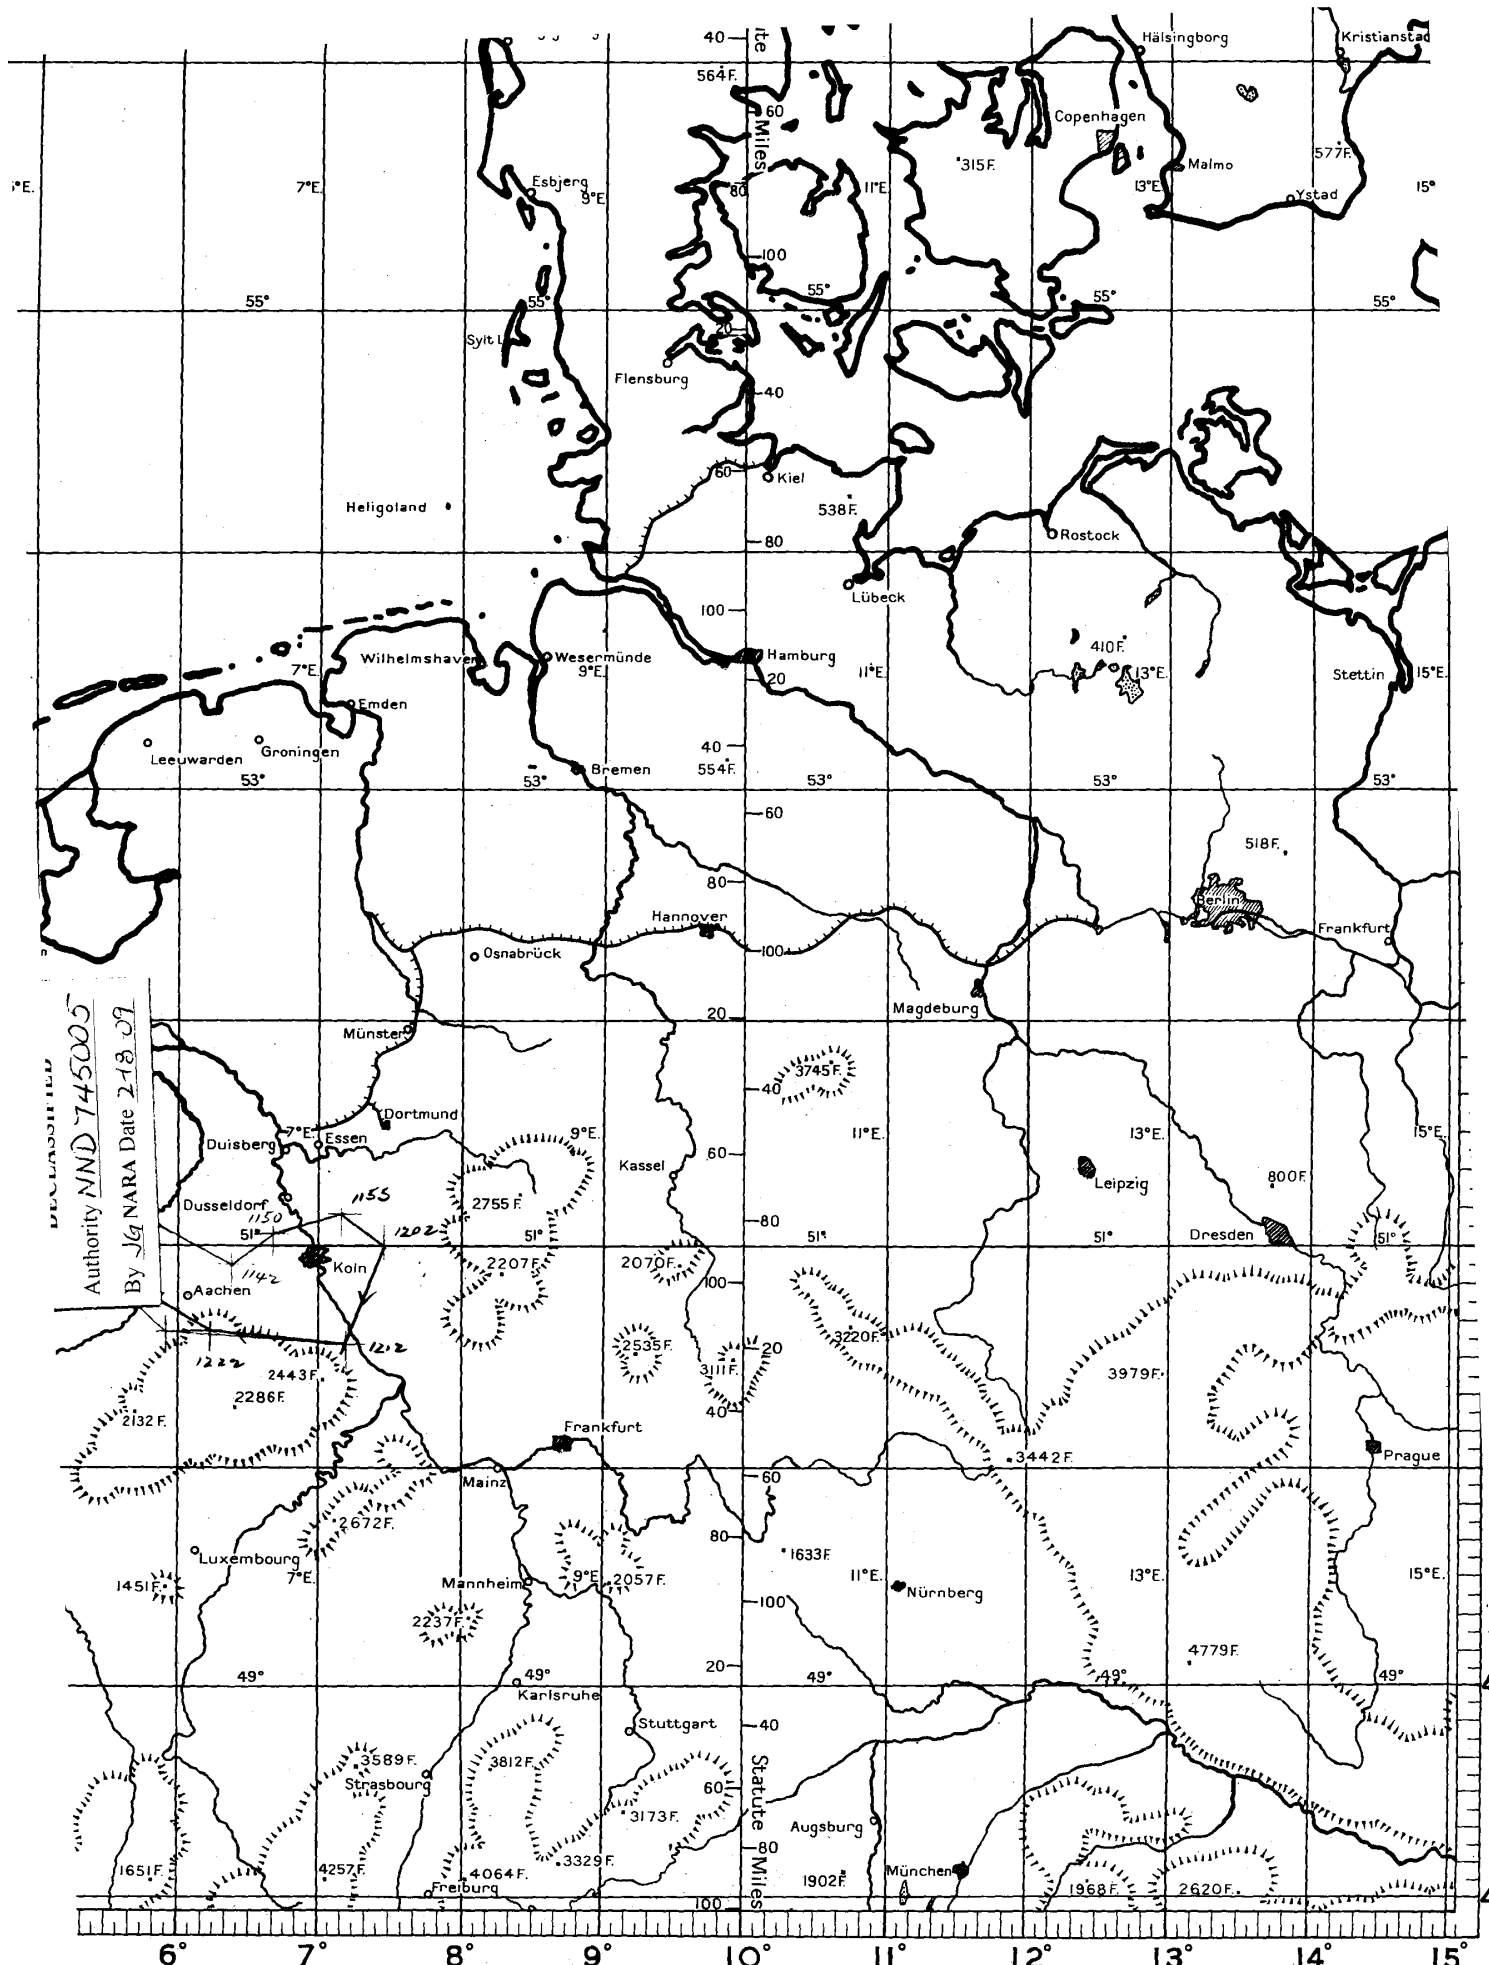 40
Hälsingborg
Kristianstad
564F.
60
Miles
Copenhagen
315F.
577F.
Malmo
7°E.
Esbjerg
9°E.
80
11°E.
13°E.
15°
Ystad
100
55°
55°
55°
55°
55°
20
Sylt I.
Flensburg
40
60
Kiel
538F.
Heligoland
80
Rostock
100
Lübeck
410F.
Wilhelmshaven
Wesermünde
Hamburg
7°E.
9°E.
11°E.
13°E.
Stettin
15°E.
20
Emden
Leeuwarden
Groningen
40
53°
53°
Bremen
554F.
53°
53°
53°
60
518F.
80
Berlin
Hannover
Frankfurt
Osnabrück
100
Magdeburg
DECLASSIFIED
Authority NND 745005
By JG NARA Date 2-18-09
20
Münster
3745F.
40
Dortmund
7°E.
Essen
9°E.
11°E.
13°E.
15°E.
Duisberg
60
Kassel
Leipzig
800F.
Dusseldorf
1155
2755F.
1150
80
51°
1202
51°
51°
51°
Dresden
51°
Koln
2207F.
2070F.
1142
100
Aachen
3220F.
2535F.
20
1212
1222
3111F.
2443F.
3979F.
2286F.
2132F.
40
Frankfurt
3442F.
Prague
Mainz
60
2672F.
80
1633F.
Luxembourg
7°E.
Mannheim
9°E.
2057F.
11°E.
13°E.
15°E.
1451F.
Nürnberg
100
2237F.
4779F.
20
49°
49°
49°
49°
Karlsruhe
Stuttgart
40
3589F.
3812F.
Strasbourg
Statute Miles
60
3173F.
Augsburg
80
3329F.
1651F.
4257F.
4064F.
1902F.
München
Freiburg
1968F.
2620F.
100
6°
7°
8°
9°
10°
11°
12°
13°
14°
15°